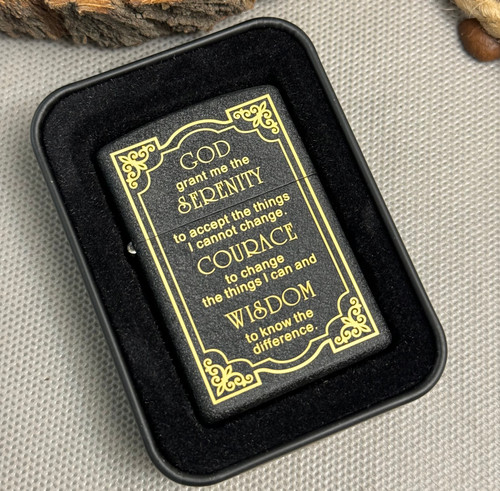 GOD
grant me the
SERENITY
to accept the things
I cannot change.
COURAGE
to change
the things I can and
WISDOM
to know the
difference.